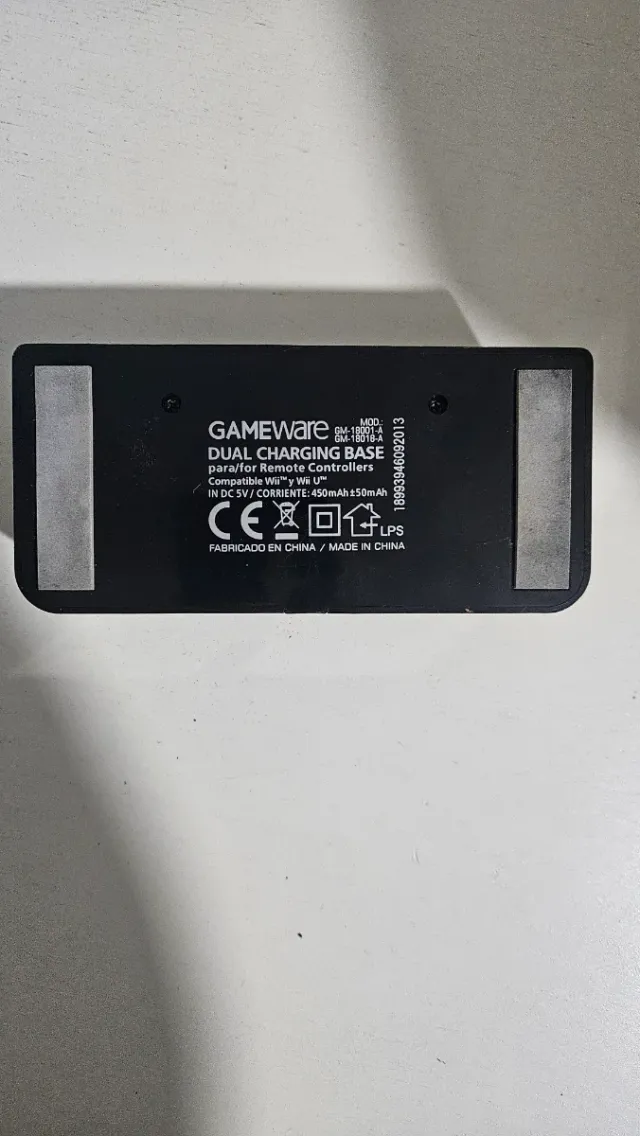 GAMEWare MOD.:
GM-18001-A
GM-18018-A
DUAL CHARGING BASE
para/for Remote Controllers
Compatible Wii™ y Wii U™
IN DC 5V / CORRIENTE: 450mAh±50mAh
CE LPS
FABRICADO EN CHINA / MADE IN CHINA
18993946092013